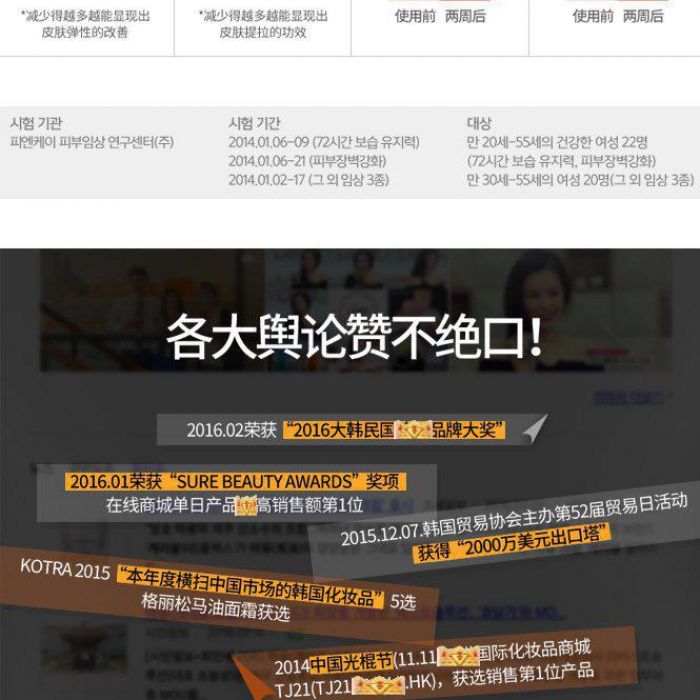 *减少得越多越能显现出
皮肤弹性的改善
*减少得越多越能显现出
皮肤提拉的功效
使用前 两周后
使用前 两周后
시험 기관
피엔케이 피부임상 연구센터(주)
시험 기간
2014.01.06-09 (72시간 보습 유지력)
2014.01.06-21 (피부장벽강화)
2014.01.02-17 (그 외 임상 3종)
대상
만 20세-55세의 건강한 여성 22명
(72시간 보습 유지력, 피부장벽강화)
만 30세-55세의 여성 20명(그 외 임상 3종)
各大舆论赞不绝口!
2016.02荣获 “2016大韩民国 品牌大奖”
2016.01荣获“SURE BEAUTY AWARDS”奖项
在线商城单日产品 高销售额第1位
2015.12.07.韩国贸易协会主办第52届贸易日活动
获得“2000万美元出口塔”
KOTRA 2015 “本年度横扫中国市场的韩国化妆品” 5选
格丽松马油面霜获选
2014中国光棍节(11.11 国际化妆品商城
TJ21(TJ21 .HK), 获选销售第1位产品